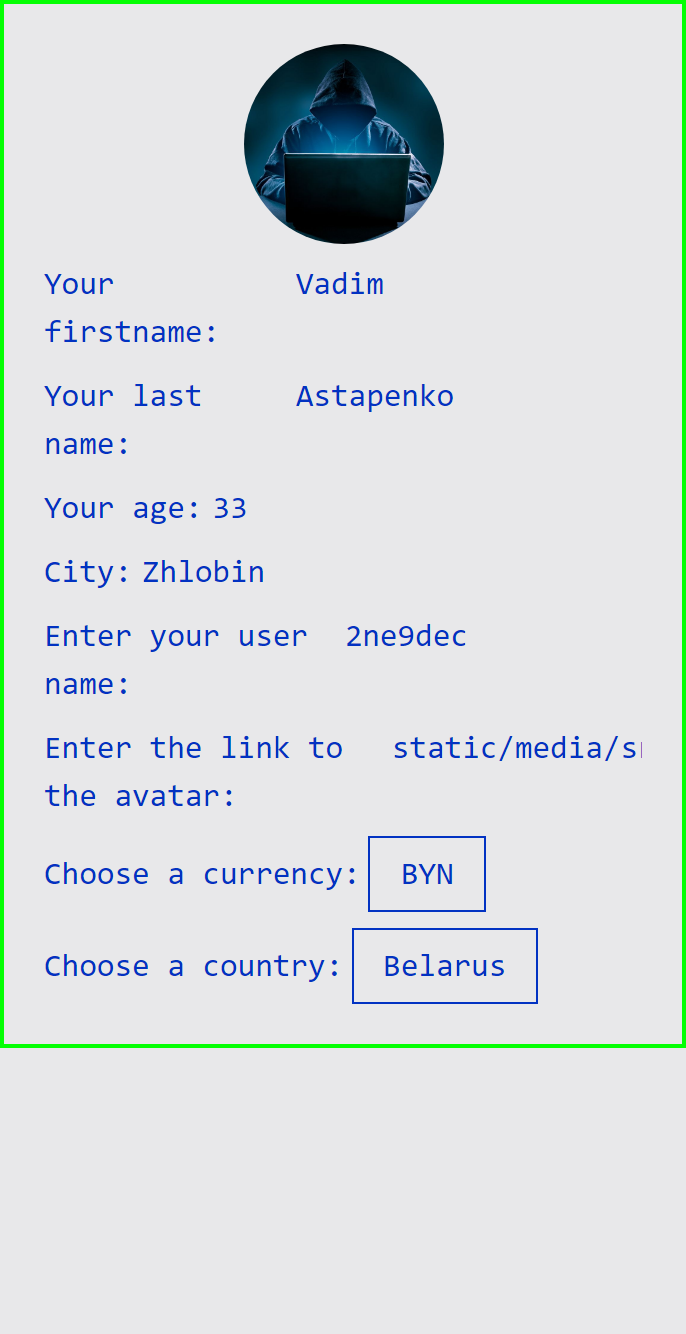 Your Vadim
firstname:
Your last Astapenko
name:
Your age: 33
City: Zhlobin
Enter your user 2ne9dec
name:
Enter the link to static/media/s
the avatar:
Choose a currency: BYN
Choose a country: Belarus